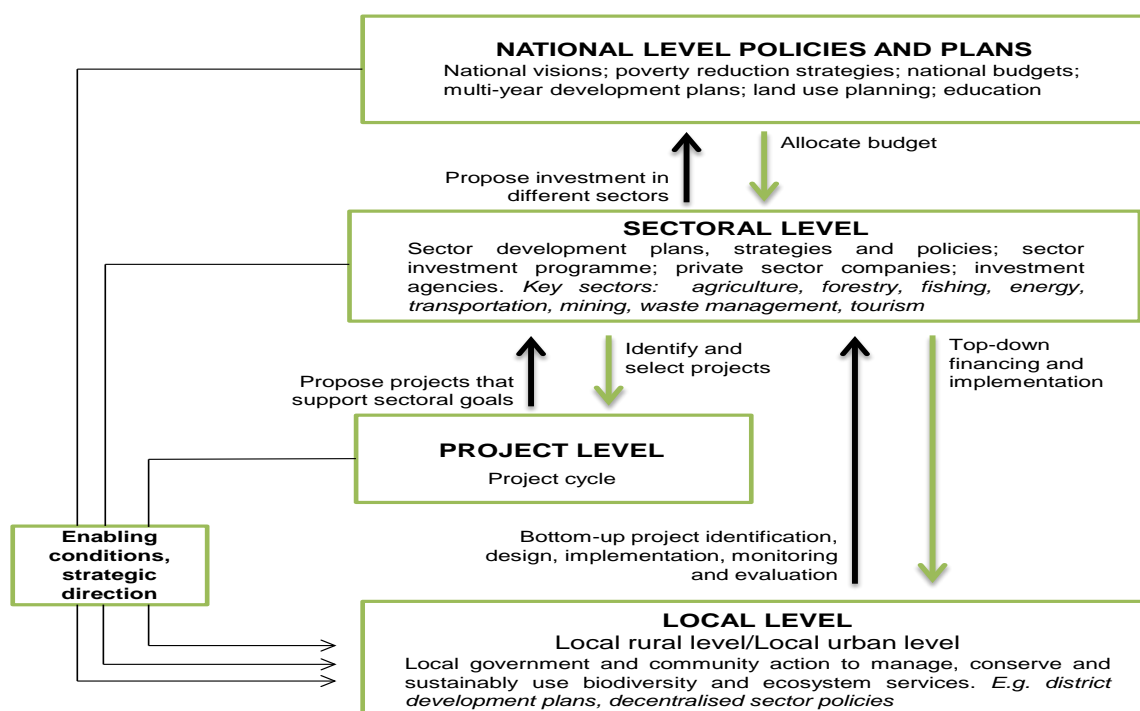 NATIONAL LEVEL POLICIES AND PLANS
National visions; poverty reduction strategies; national budgets;
multi-year development plans; land use planning; education
Allocate budget
Propose investment in
different sectors
SECTORAL LEVEL
Sector development plans, strategies and policies; sector
investment programme; private sector companies; investment
agencies. Key sectors: agriculture, forestry, fishing, energy,
transportation, mining, waste management, tourism
Identify and
select projects
Top-down
financing and
implementation
Propose projects that
support sectoral goals
PROJECT LEVEL
Project cycle
Enabling
conditions,
strategic
direction
Bottom-up project identification,
design, implementation, monitoring
and evaluation
LOCAL LEVEL
Local rural level/Local urban level
Local government and community action to manage, conserve and
sustainably use biodiversity and ecosystem services. E.g. district
development plans, decentralised sector policies